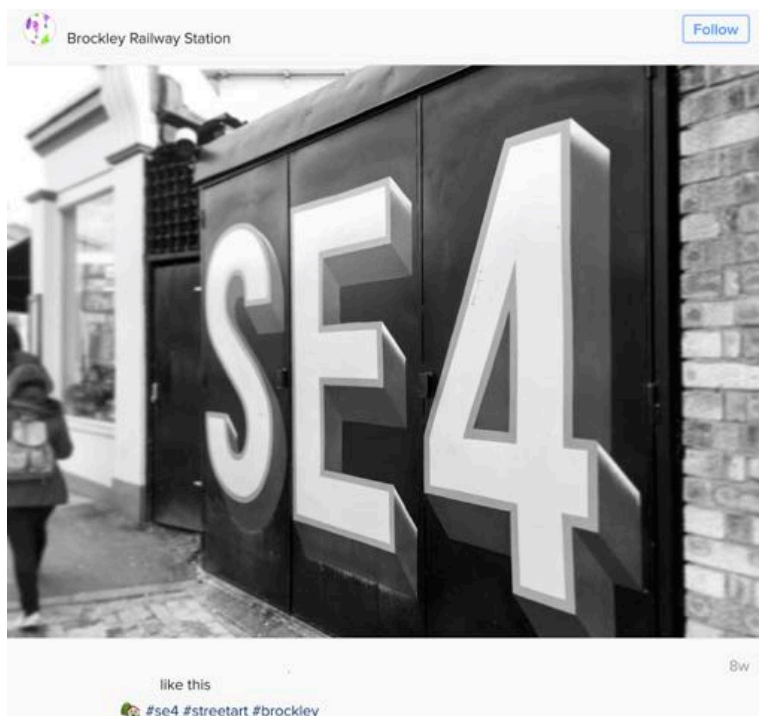 Brockley Railway Station
Follow
SE4
8w
like this
#se4 #streetart #brockley